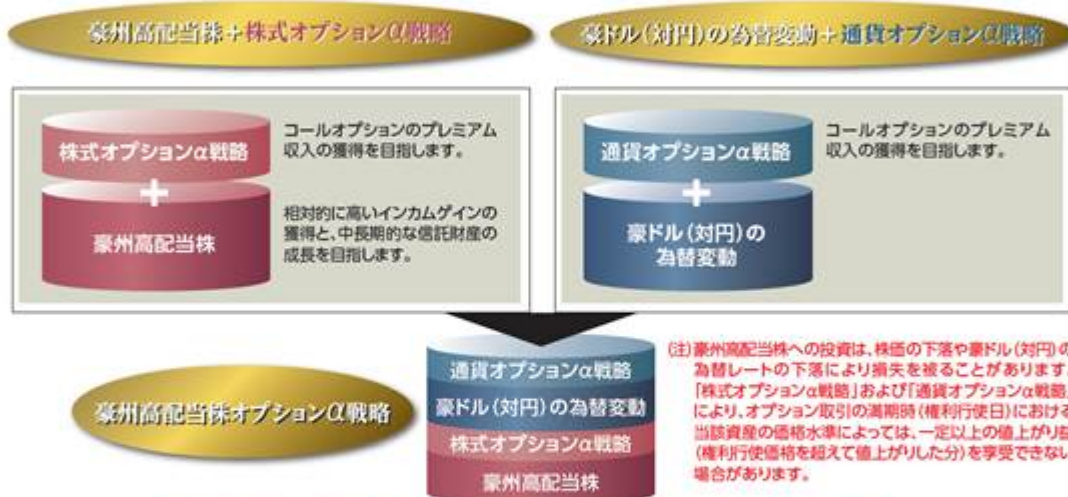 豪州高配当株+株式オプションα戦略
豪ドル(対円)の為替変動+通貨オプションα戦略
株式オプションα戦略
+
豪州高配当株
コールオプションのプレミアム
収入の獲得を目指します。
相対的に高いインカムゲインの
獲得と、中長期的な信託財産の
成長を目指します。
通貨オプションα戦略
+
豪ドル(対円)の
為替変動
コールオプションのプレミアム
収入の獲得を目指します。
豪州高配当株オプションα戦略
通貨オプションα戦略
豪ドル(対円)の為替変動
株式オプションα戦略
豪州高配当株
(注)豪州高配当株への投資は、株価の下落や豪ドル(対円)の
為替レートの下落により損失を被ることがあります。
「株式オプションα戦略」および「通貨オプションα戦略」
により、オプション取引の満期時(権利行使日)における
当該資産の価格水準によっては、一定以上の値上がり益
(権利行使価格を超えて値上がりした分)を享受できない
場合があります。